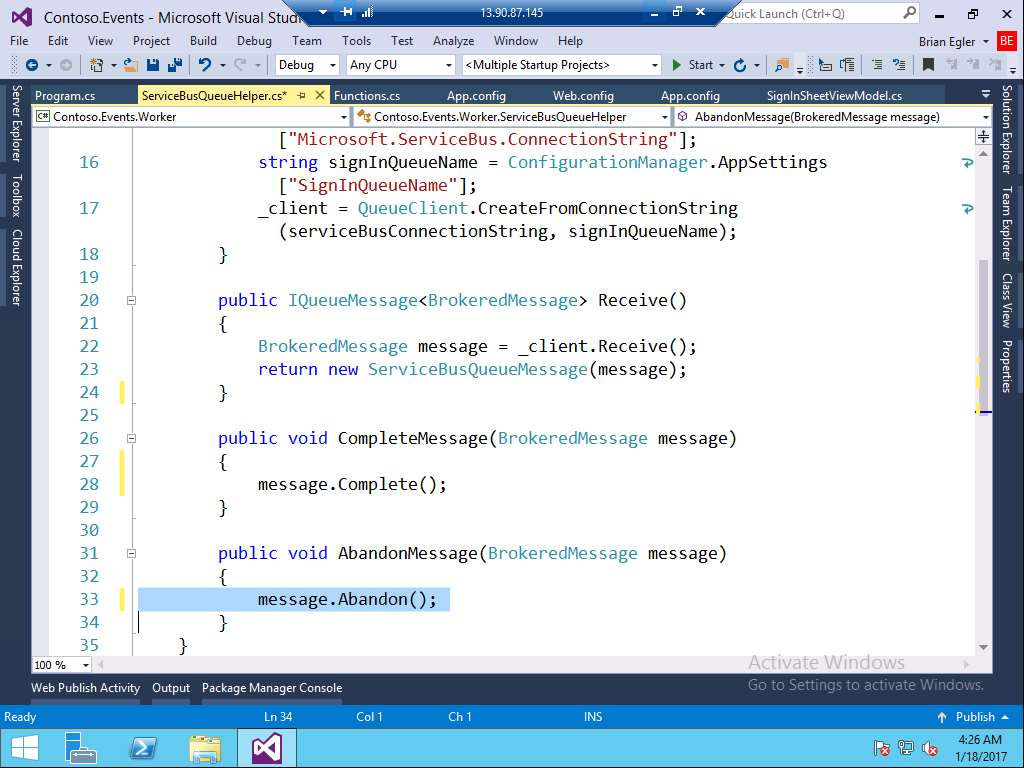 Contoso.Events - Microsoft Visual Studi
13.90.87.145
Quick Launch (Ctrl+Q)
File Edit View Project Build Debug Team Tools Test Analyze Window Help
Brian Egler BE
Debug Any CPU <Multiple Startup Projects> Start
Program.cs ServiceBusQueueHelper.cs* Functions.cs App.config Web.config App.config SignInSheetViewModel.cs
C# Contoso.Events.Worker Contoso.Events.Worker.ServiceBusQueueHelper AbandonMessage(BrokeredMessage message)
Server Explorer
Toolbox
Cloud Explorer
["Microsoft.ServiceBus.ConnectionString"];
16 string signInQueueName = ConfigurationManager.AppSettings
["SignInQueueName"];
17 _client = QueueClient.CreateFromConnectionString
(serviceBusConnectionString, signInQueueName);
18 }
19
20 public IQueueMessage<BrokeredMessage> Receive()
21 {
22 BrokeredMessage message = _client.Receive();
23 return new ServiceBusQueueMessage(message);
24 }
25
26 public void CompleteMessage(BrokeredMessage message)
27 {
28 message.Complete();
29 }
30
31 public void AbandonMessage(BrokeredMessage message)
32 {
33 message.Abandon();
34 }
35 }
Solution Explorer
Team Explorer
Class View
Properties
100 %
Activate Windows
Go to Settings to activate Windows.
Web Publish Activity Output Package Manager Console
Ready Ln 34 Col 1 Ch 1 INS Publish
4:26 AM
1/18/2017